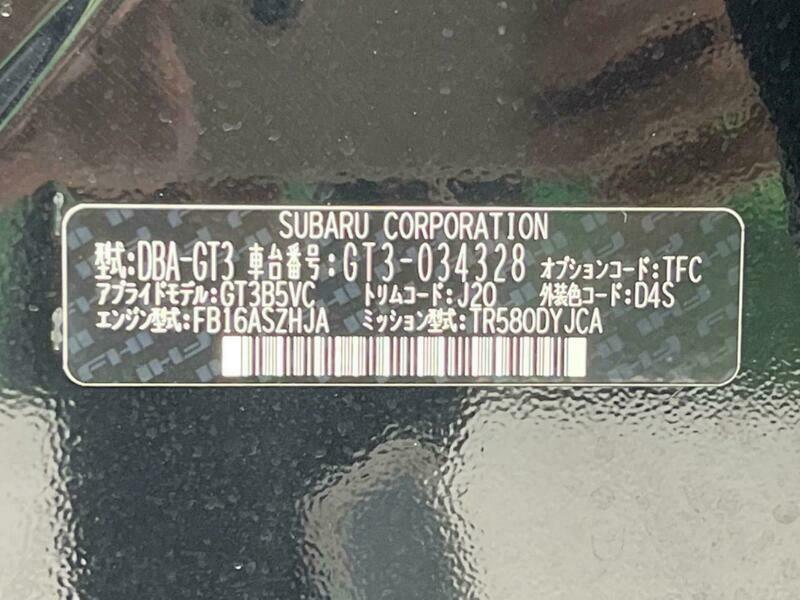 SUBARU CORPORATION
型式:DBA-GT3 車台番号:GT3-034328 オプションコード:TFC
アプライドモデル:GT3B5VC トリムコード:J20 外装色コード:D4S
エンジン型式:FB16ASZHJA ミッション型式:TR580DYJCA